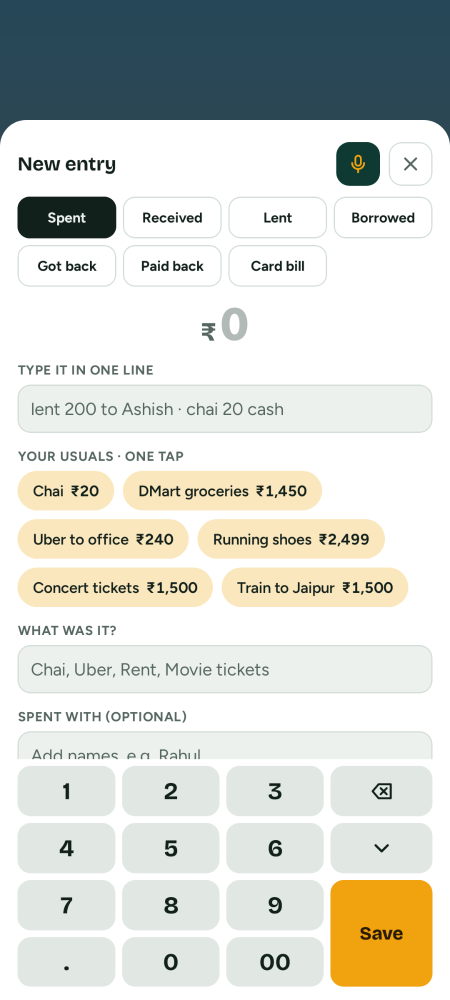 New entry
Spent Received Lent Borrowed
Got back Paid back Card bill
₹0
TYPE IT IN ONE LINE
lent 200 to Ashish · chai 20 cash
YOUR USUALS · ONE TAP
Chai ₹20 DMart groceries ₹1,450
Uber to office ₹240 Running shoes ₹2,499
Concert tickets ₹1,500 Train to Jaipur ₹1,500
WHAT WAS IT?
Chai, Uber, Rent, Movie tickets
SPENT WITH (OPTIONAL)
Add names, e.g. Rahul
1 2 3
4 5 6
7 8 9
Save
. 0 00